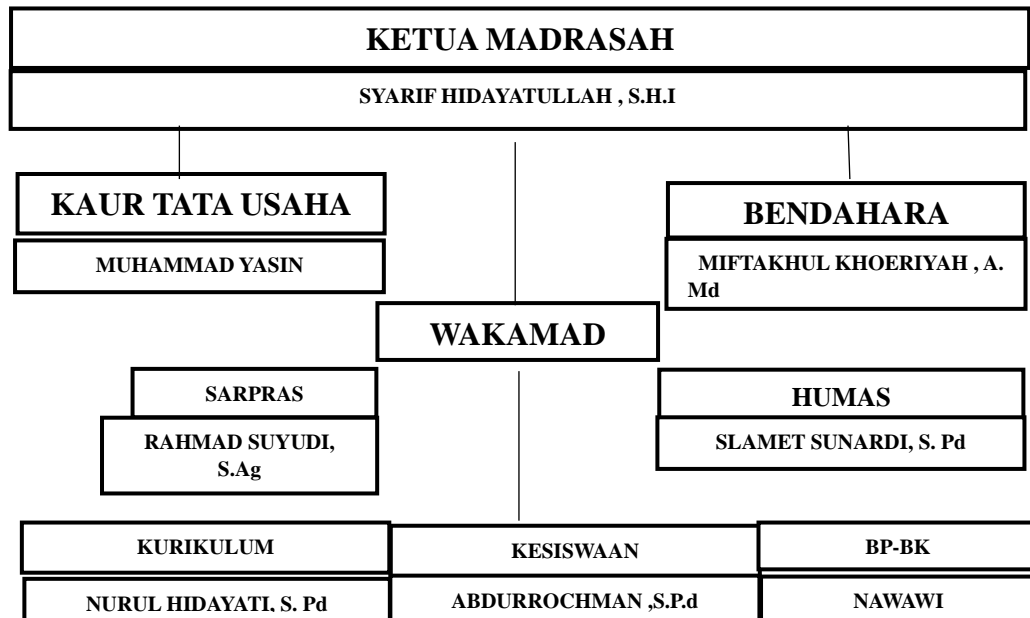 KETUA MADRASAH
SYARIF HIDAYATULLAH , S.H.I
KAUR TATA USAHA
MUHAMMAD YASIN
BENDAHARA
MIFTAKHUL KHOERIYAH , A.
Md
WAKAMAD
SARPRAS
RAHMAD SUYUDI,
S.Ag
HUMAS
SLAMET SUNARDI, S. Pd
KURIKULUM
NURUL HIDAYATI, S. Pd
KESISWAAN
ABDURROCHMAN ,S.P.d
BP-BK
NAWAWI